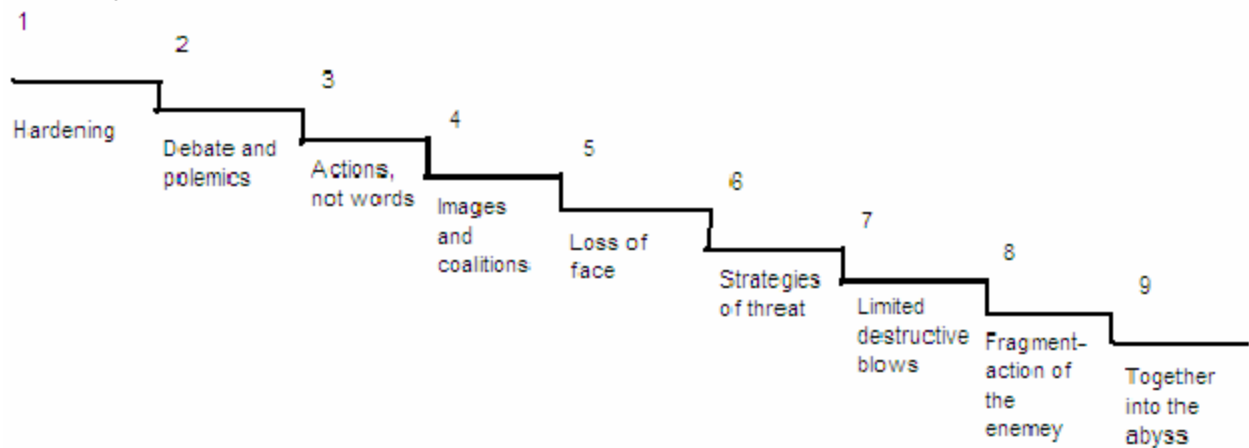 1
Hardening
2
Debate and
polemics
3
Actions,
not words
4
Images
and
coalitions
5
Loss of
face
6
Strategies
of threat
7
Limited
destructive
blows
8
Fragment-
action of
the
enemey
9
Together
into the
abyss